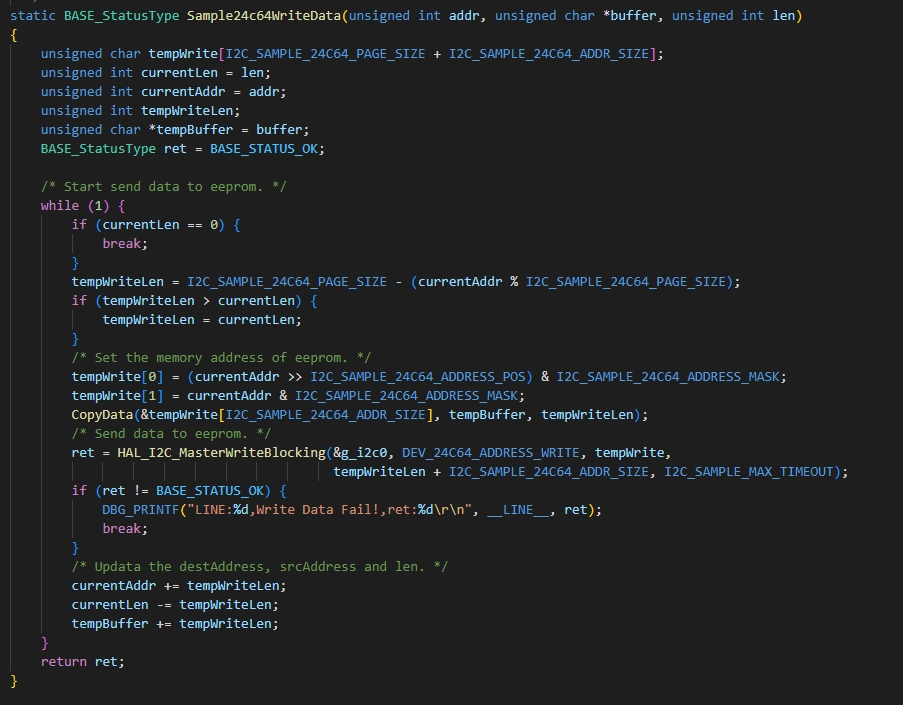 static BASE_StatusType Sample24c64WriteData(unsigned int addr, unsigned char *buffer, unsigned int len)
{
    unsigned char tempWrite[I2C_SAMPLE_24C64_PAGE_SIZE + I2C_SAMPLE_24C64_ADDR_SIZE];
    unsigned int currentLen = len;
    unsigned int currentAddr = addr;
    unsigned int tempWriteLen;
    unsigned char *tempBuffer = buffer;
    BASE_StatusType ret = BASE_STATUS_OK;

    /* Start send data to eeprom. */
    while (1) {
        if (currentLen == 0) {
            break;
        }
        tempWriteLen = I2C_SAMPLE_24C64_PAGE_SIZE - (currentAddr % I2C_SAMPLE_24C64_PAGE_SIZE);
        if (tempWriteLen > currentLen) {
            tempWriteLen = currentLen;
        }
        /* Set the memory address of eeprom. */
        tempWrite[0] = (currentAddr >> I2C_SAMPLE_24C64_ADDRESS_POS) & I2C_SAMPLE_24C64_ADDRESS_MASK;
        tempWrite[1] = currentAddr & I2C_SAMPLE_24C64_ADDRESS_MASK;
        CopyData(&tempWrite[I2C_SAMPLE_24C64_ADDR_SIZE], tempBuffer, tempWriteLen);
        /* Send data to eeprom. */
        ret = HAL_I2C_MasterWriteBlocking(&g_i2c0, DEV_24C64_ADDRESS_WRITE, tempWrite,
                                          tempWriteLen + I2C_SAMPLE_24C64_ADDR_SIZE, I2C_SAMPLE_MAX_TIMEOUT);
        if (ret != BASE_STATUS_OK) {
            DBG_PRINTF("LINE:%d,Write Data Fail!,ret:%d\r\n", __LINE__, ret);
            break;
        }
        /* Updata the destAddress, srcAddress and len. */
        currentAddr += tempWriteLen;
        currentLen -= tempWriteLen;
        tempBuffer += tempWriteLen;
    }
    return ret;
}